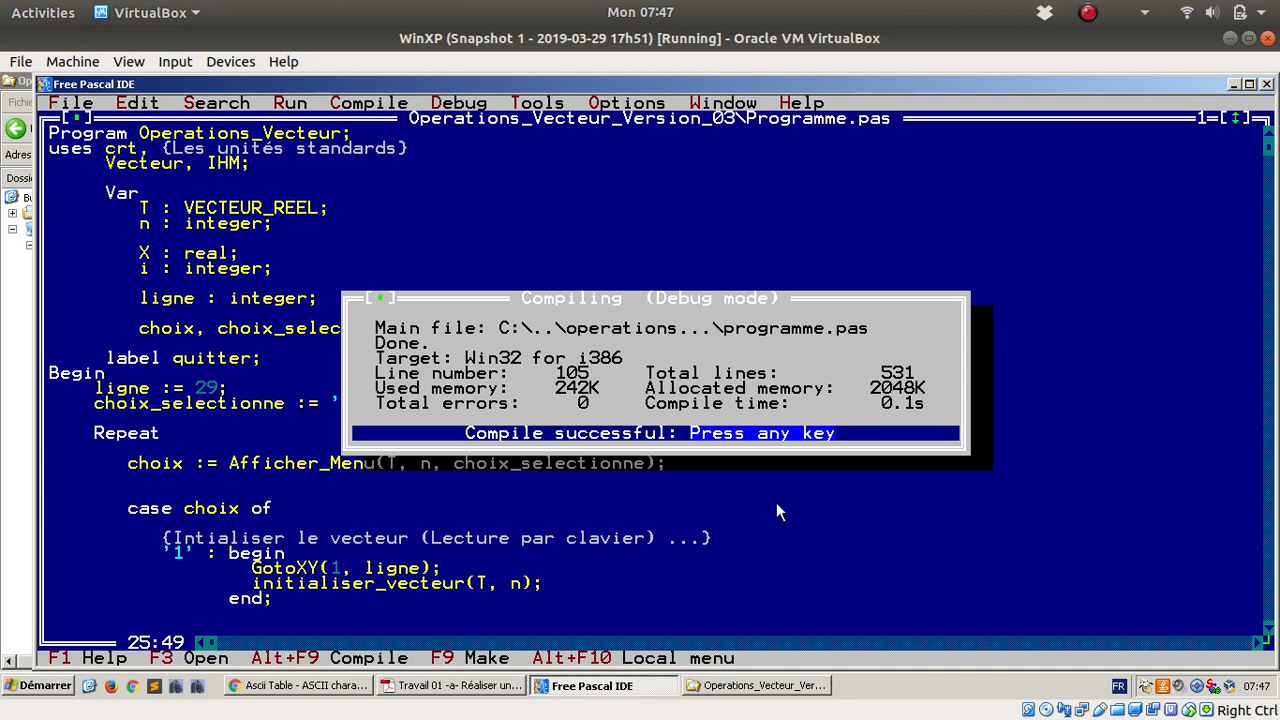 Activities VirtualBox Mon 07:47
WinXP (Snapshot 1 - 2019-03-29 17h51) [Running] - Oracle VM VirtualBox
File Machine View Input Devices Help
Op Free Pascal IDE
Fichie File Edit Search Run Compile Debug Tools Options Window Help
Operations_Vecteur_Version_03\Programme.pas 1
Program Operations_Vecteur;
uses crt, {Les unités standards}
Adres Vecteur, IHM;
Dossi
Var
T : VECTEUR_REEL;
n : integer;
X : real;
i : integer;
ligne : integer;
choix, choix_selec
label quitter;
Begin
ligne := 29;
choix_selectionne := '
Repeat
choix := Afficher_Menu(T, n, choix_selectionne);
case choix of
{Intialiser le vecteur (Lecture par clavier) ...}
'1' : begin
GotoXY(1, ligne);
initialiser_vecteur(T, n);
end;
Compiling (Debug mode)
Main file: C:\..\operations...\programme.pas
Done.
Target: Win32 for i386
Line number: 105 Total lines: 531
Used memory: 242K Allocated memory: 2048K
Total errors: 0 Compile time: 0.1s
Compile successful: Press any key
25:49
F1 Help F3 Open Alt+F9 Compile F9 Make Alt+F10 Local menu
Démarrer Ascii Table - ASCII chara... Travail 01 -a- Réaliser un... Free Pascal IDE Operations_Vecteur_Ver... FR 07:47
Right Ctrl